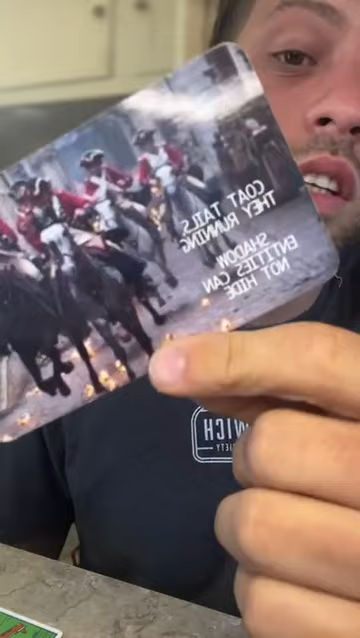 COAT TAILS
THEY RUNNING
SHADOW
ENTITIES CAN
NOT HIDE